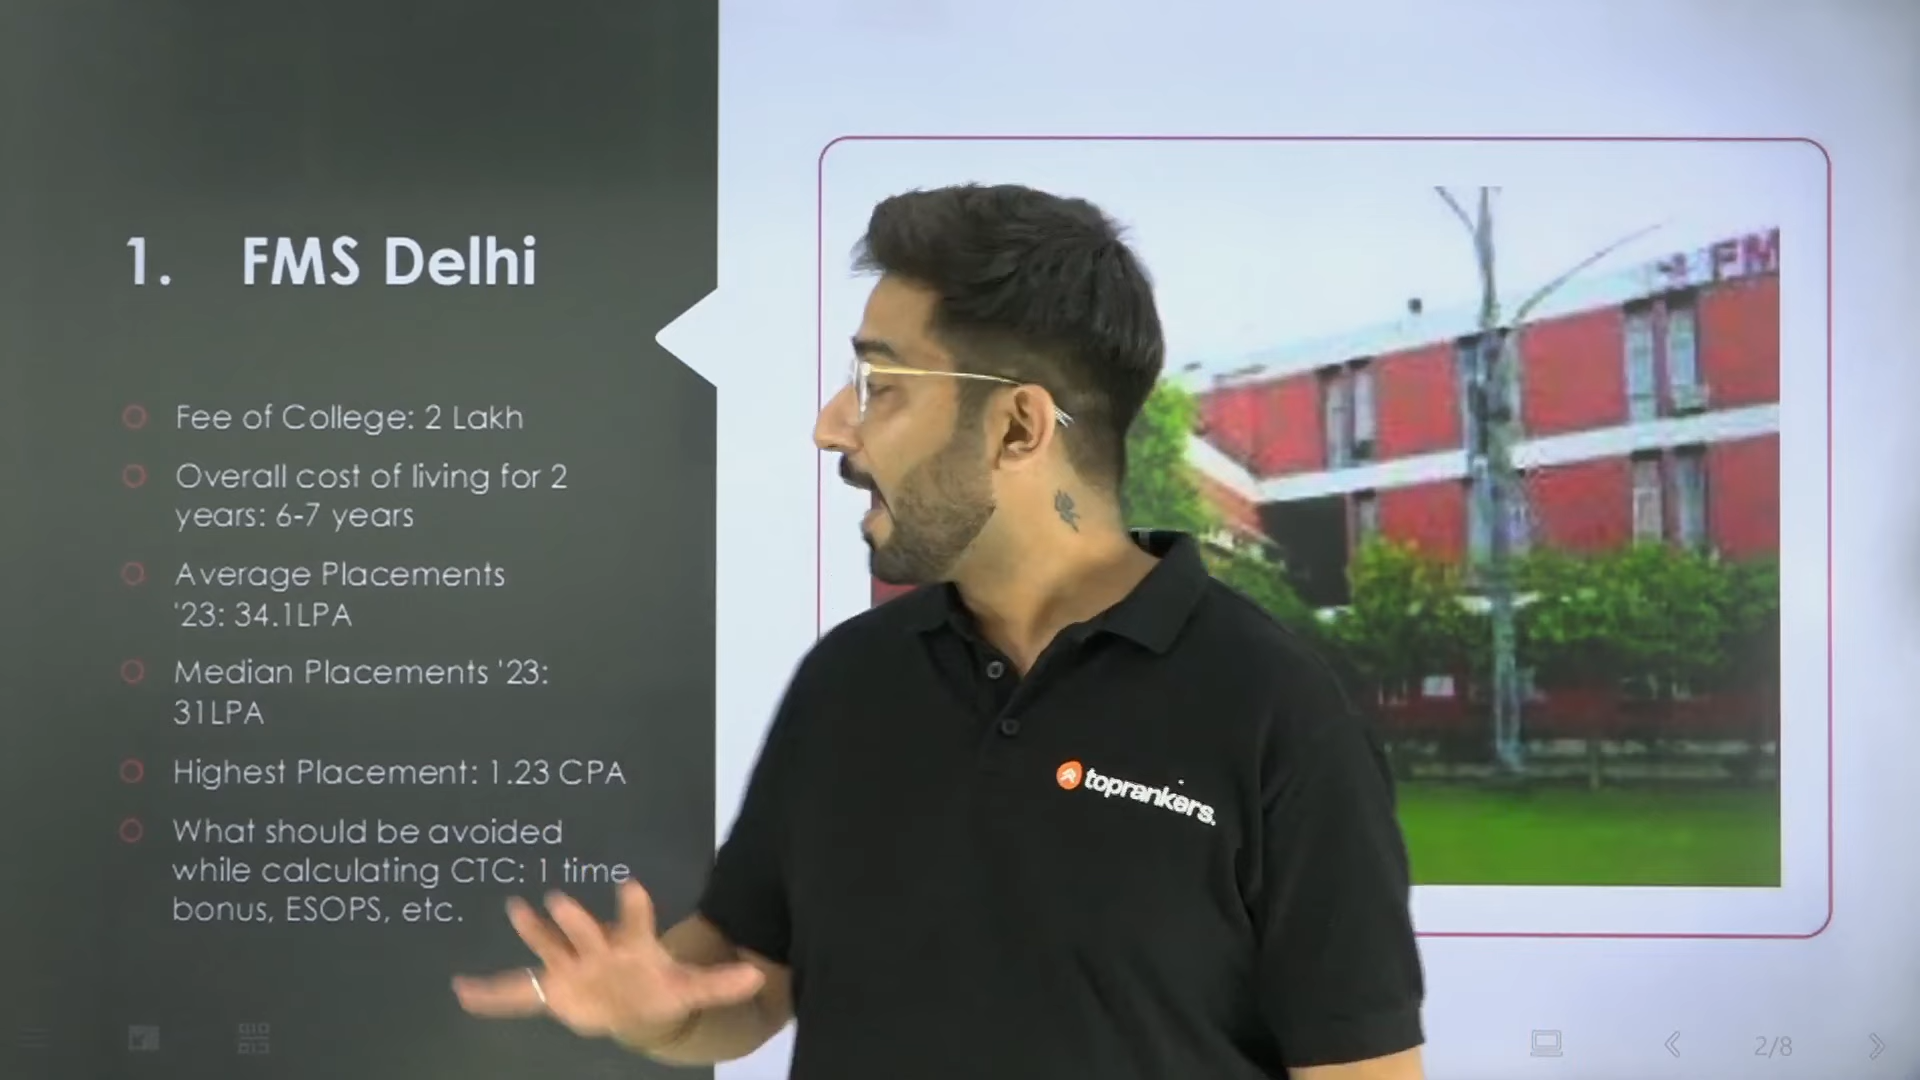 1. FMS Delhi
Fee of College: 2 Lakh
Overall cost of living for 2
years: 6-7 years
Average Placements
'23: 34.1LPA
Median Placements '23:
31LPA
Highest Placement: 1.23 CPA
What should be avoided
while calculating CTC: 1 time
bonus, ESOPS, etc.
FM
toprankers.
2/8